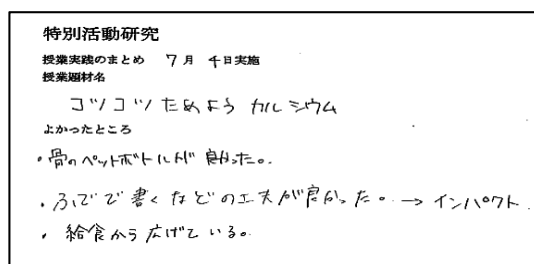 特別活動研究
授業実践のまとめ 7月 4日実施
授業題材名
コツコツためよう カルシウム
よかったところ
・骨のペットボトルが 良かった。
・ふでで書くなどの工夫が良かった。→ インパクト
・給食から広げている。